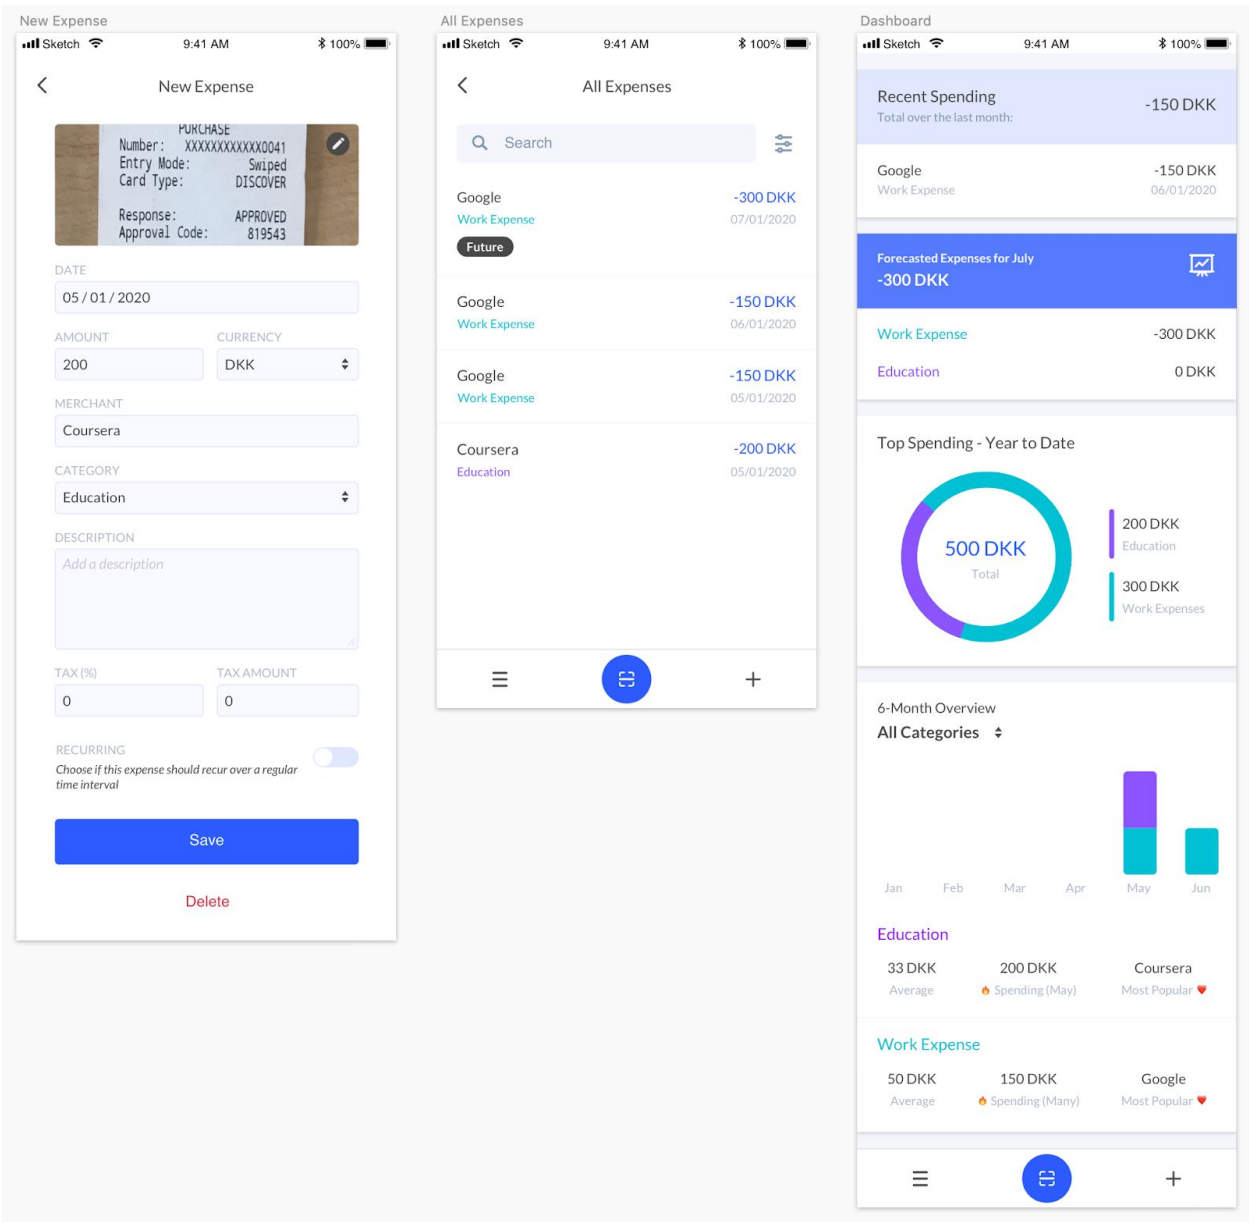 New Expense
Sketch 9:41 AM 100%
New Expense
PURCHASE
Number: XXXXXXXXXXXX0041
Entry Mode: Swiped
Card Type: DISCOVER
Response: APPROVED
Approval Code: 819543
DATE
05 / 01 / 2020
AMOUNT CURRENCY
200 DKK
MERCHANT
Coursera
CATEGORY
Education
DESCRIPTION
Add a description
TAX (%) TAX AMOUNT
0 0
RECURRING
Choose if this expense should recur over a regular
time interval
Save
Delete
All Expenses
Sketch 9:41 AM 100%
All Expenses
Search
Google -300 DKK
Work Expense 07/01/2020
Future
Google -150 DKK
Work Expense 06/01/2020
Google -150 DKK
Work Expense 05/01/2020
Coursera -200 DKK
Education 05/01/2020
Dashboard
Sketch 9:41 AM 100%
Recent Spending -150 DKK
Total over the last month:
Google -150 DKK
Work Expense 06/01/2020
Forecasted Expenses for July
-300 DKK
Work Expense -300 DKK
Education 0 DKK
Top Spending - Year to Date
500 DKK
Total
200 DKK
Education
300 DKK
Work Expenses
6-Month Overview
All Categories
Jan Feb Mar Apr May Jun
Education
33 DKK 200 DKK Coursera
Average 🔥 Spending (May) Most Popular ❤️
Work Expense
50 DKK 150 DKK Google
Average 🔥 Spending (Many) Most Popular ❤️